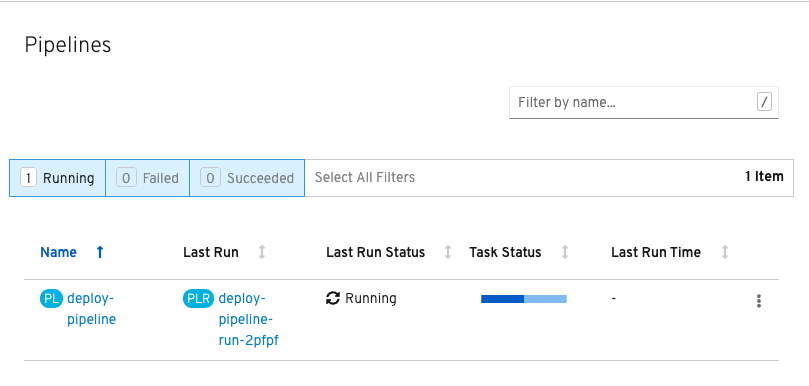 Pipelines
Filter by name...
/
1 Running 0 Failed 0 Succeeded Select All Filters 1 Item
Name Last Run Last Run Status Task Status Last Run Time
PL deploy- PLR deploy- Running -
pipeline pipeline-
run-2pfpf